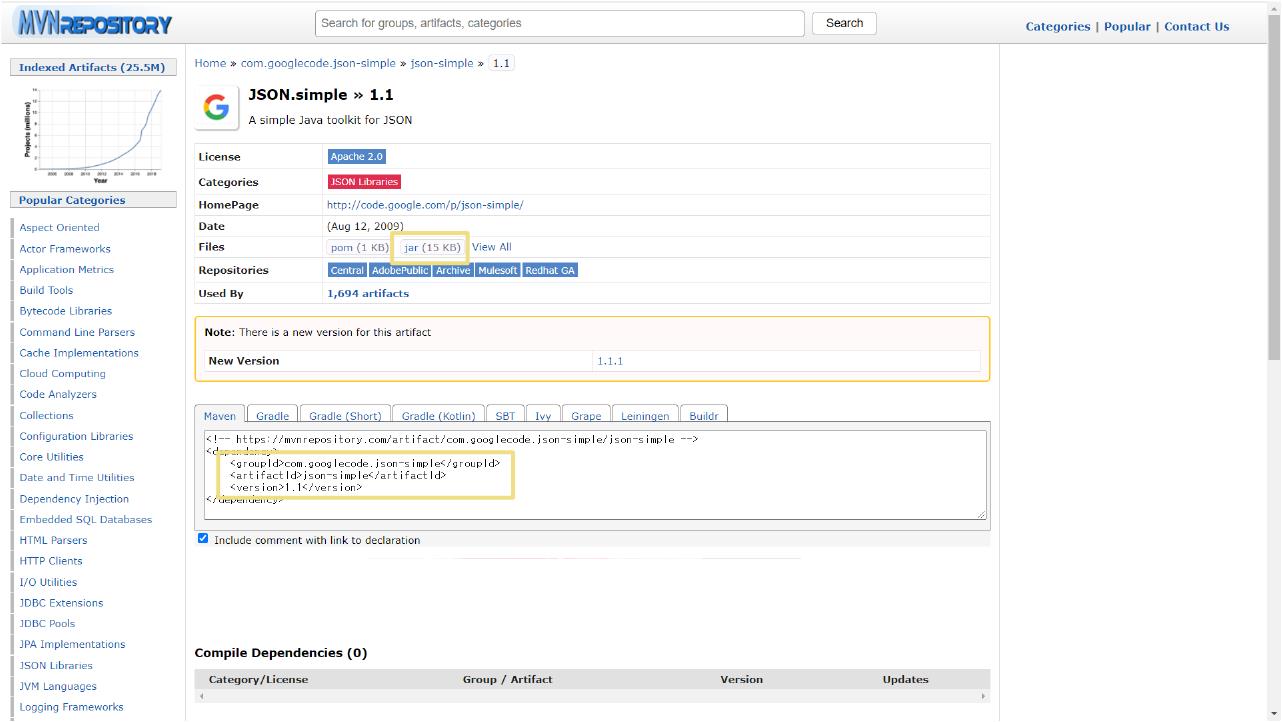 MVNREPOSITORY
Search for groups, artifacts, categories
Search
Categories | Popular | Contact Us
Indexed Artifacts (25.5M)
Projects (millions)
Year
Popular Categories
Aspect Oriented
Actor Frameworks
Application Metrics
Build Tools
Bytecode Libraries
Command Line Parsers
Cache Implementations
Cloud Computing
Code Analyzers
Collections
Configuration Libraries
Core Utilities
Date and Time Utilities
Dependency Injection
Embedded SQL Databases
HTML Parsers
HTTP Clients
I/O Utilities
JDBC Extensions
JDBC Pools
JPA Implementations
JSON Libraries
JVM Languages
Logging Frameworks
Home » com.googlecode.json-simple » json-simple » 1.1
JSON.simple » 1.1
A simple Java toolkit for JSON
License Apache 2.0
Categories JSON Libraries
HomePage http://code.google.com/p/json-simple/
Date (Aug 12, 2009)
Files pom (1 KB) jar (15 KB) View All
Repositories Central AdobePublic Archive Mulesoft Redhat GA
Used By 1,694 artifacts
Note: There is a new version for this artifact
New Version 1.1.1
Maven Gradle Gradle (Short) Gradle (Kotlin) SBT Ivy Grape Leiningen Buildr
<!-- https://mvnrepository.com/artifact/com.googlecode.json-simple/json-simple -->
<dependency>
<groupId>com.googlecode.json-simple</groupId>
<artifactId>json-simple</artifactId>
<version>1.1</version>
</dependency>
Include comment with link to declaration
Compile Dependencies (0)
Category/License Group / Artifact Version Updates